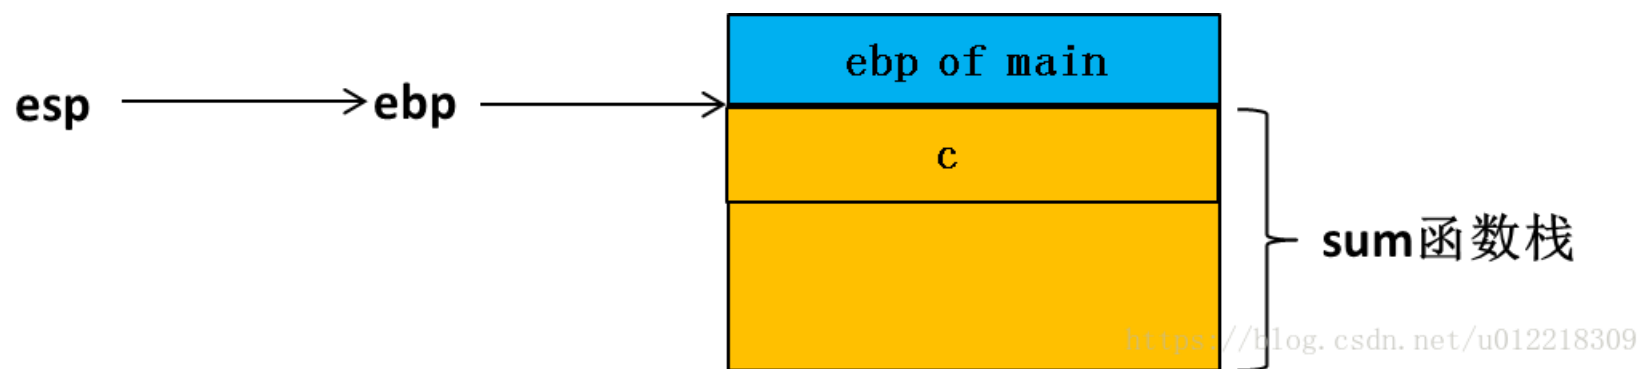 ebp of main
esp
ebp
c
sum函数栈
https://blog.csdn.net/u012218309